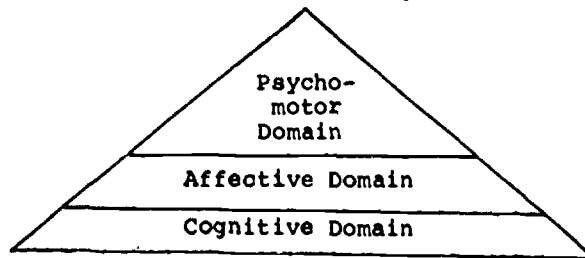 Psycho-
motor
Domain
Affective Domain
Cognitive Domain